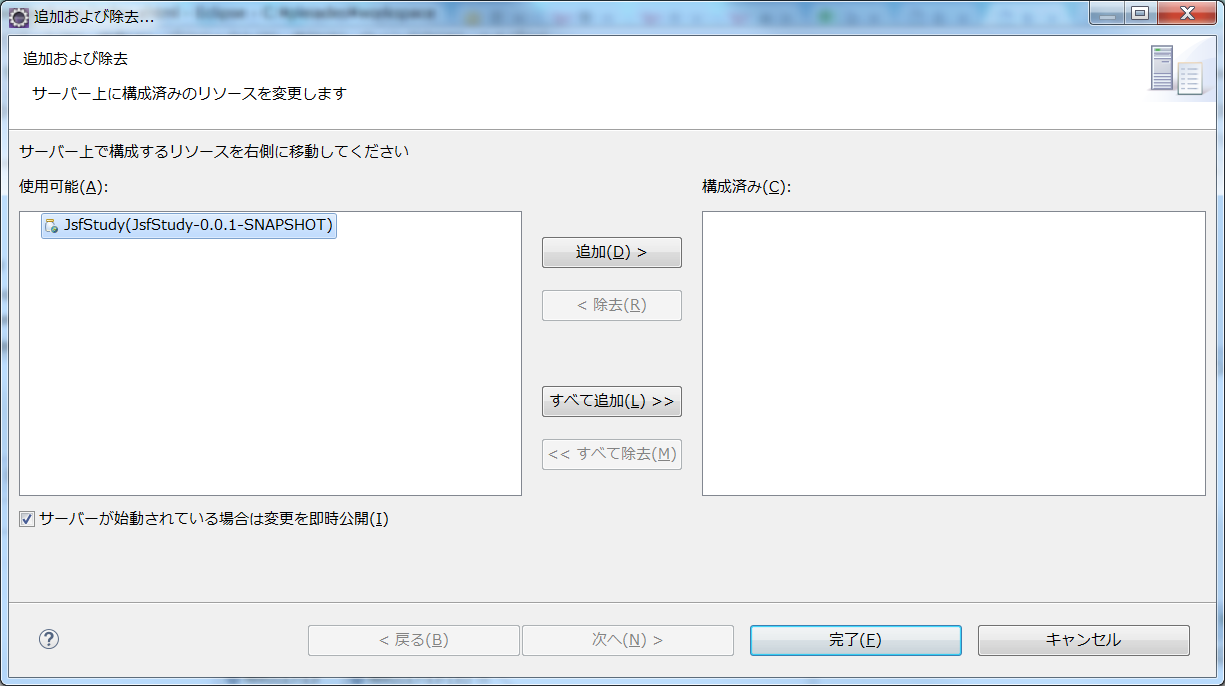 追加および除去...
追加および除去
サーバー上に構成済みのリソースを変更します
サーバー上で構成するリソースを右側に移動してください
使用可能(A):
構成済み(C):
JsfStudy(JsfStudy-0.0.1-SNAPSHOT)
追加(D) >
< 除去(R)
すべて追加(L) >>
<< すべて除去(M)
サーバーが始動されている場合は変更を即時公開(I)
< 戻る(B)
次へ(N) >
完了(F)
キャンセル